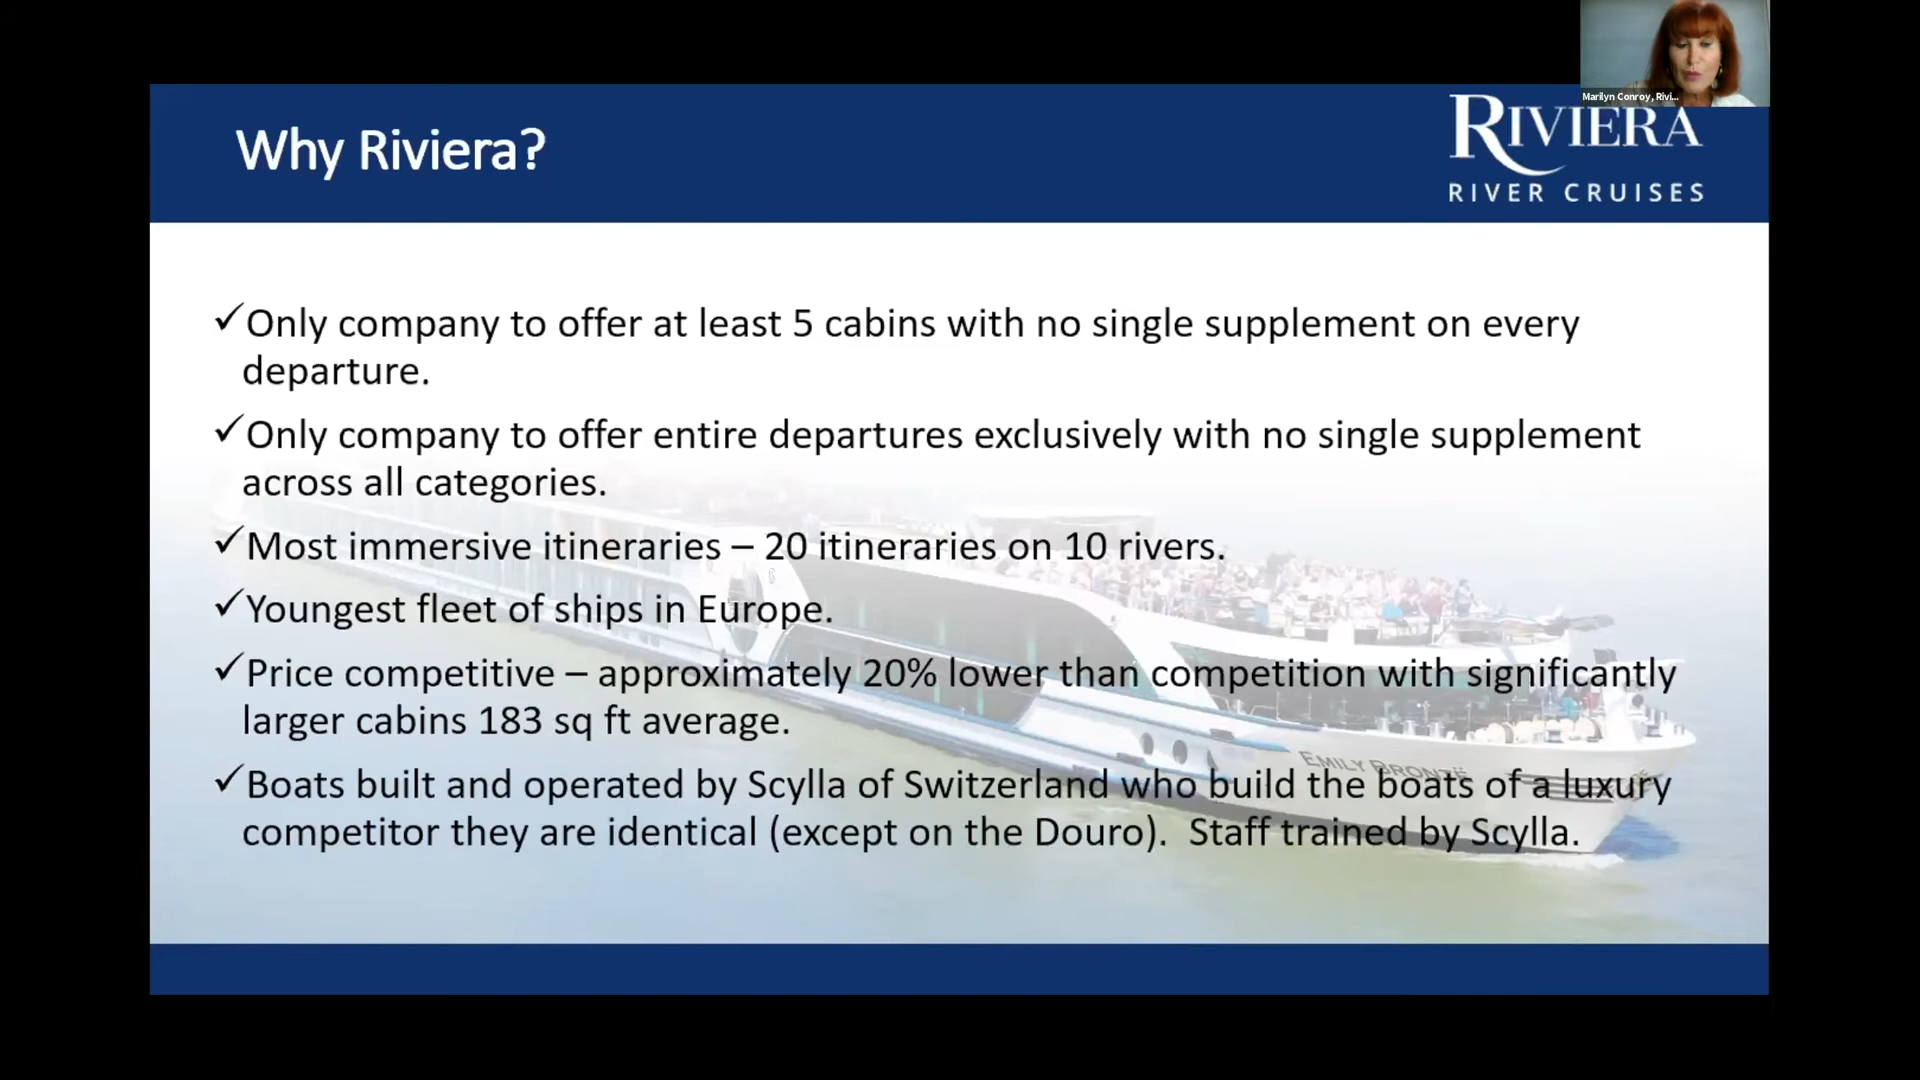 Marilyn Conroy, Rivi...
Why Riviera?
RIVIERA
RIVER CRUISES
✓Only company to offer at least 5 cabins with no single supplement on every
departure.
✓Only company to offer entire departures exclusively with no single supplement
across all categories.
✓Most immersive itineraries – 20 itineraries on 10 rivers.
✓Youngest fleet of ships in Europe.
✓Price competitive – approximately 20% lower than competition with significantly
larger cabins 183 sq ft average.
EMILY BRONTË
✓Boats built and operated by Scylla of Switzerland who build the boats of a luxury
competitor they are identical (except on the Douro).  Staff trained by Scylla.